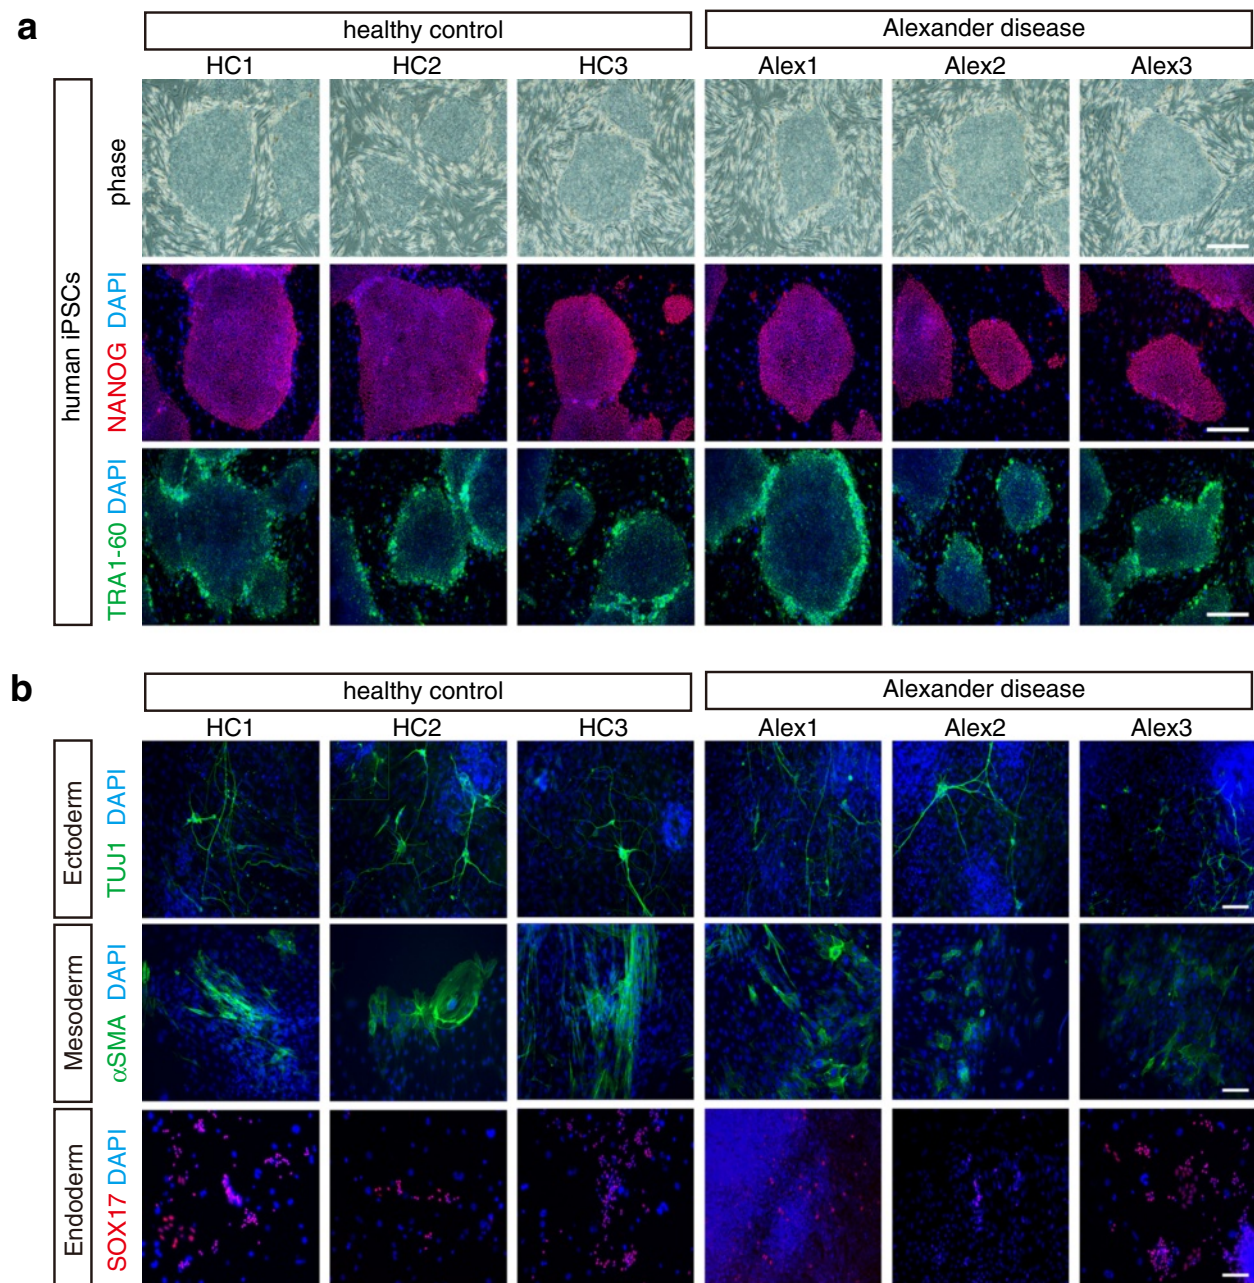 a
healthy control
Alexander disease
HC1 HC2 HC3 Alex1 Alex2 Alex3
human iPSCs
phase
NANOG DAPI
TRA1-60 DAPI
b
healthy control
Alexander disease
HC1 HC2 HC3 Alex1 Alex2 Alex3
Ectoderm
TUJ1 DAPI
Mesoderm
αSMA DAPI
Endoderm
SOX17 DAPI